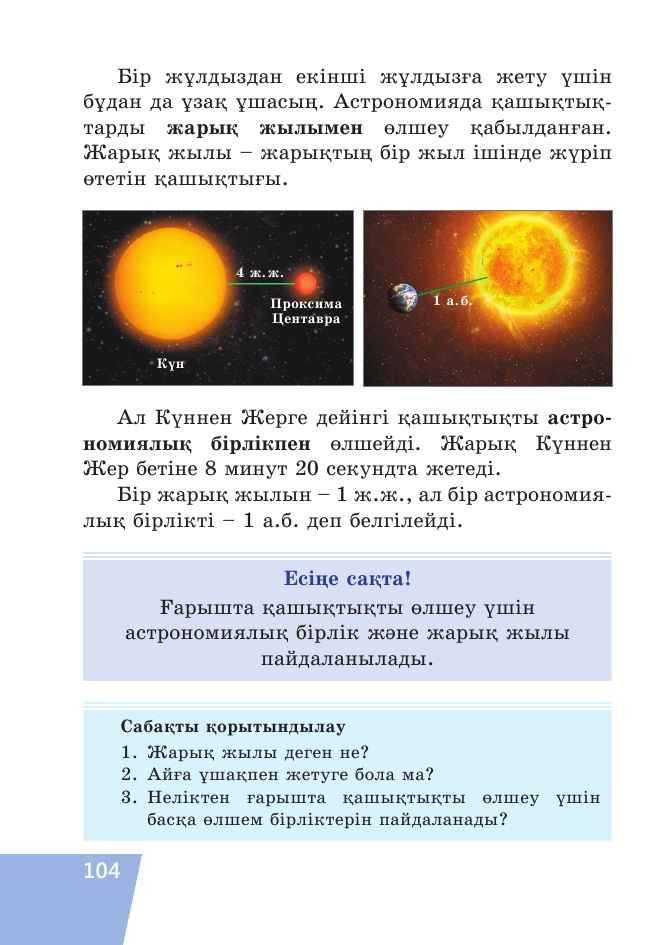 Бір жұлдыздан екінші жұлдызға жету үшін
бұдан да ұзақ ұшасың. Астрономияда қашықтық-
тарды жарық жылымен өлшеу қабылданған.
Жарық жылы – жарықтың бір жыл ішінде жүріп
өтетін қашықтығы.
4 ж.ж.
Проксима
Центавра
Күн
1 а.б.
Ал Күннен Жерге дейінгі қашықтықты астро-
номиялық бірлікпен өлшейді. Жарық Күннен
Жер бетіне 8 минут 20 секундта жетеді.
Бір жарық жылын – 1 ж.ж., ал бір астрономия-
лық бірлікті – 1 а.б. деп белгілейді.
Есіңе сақта!
Ғарышта қашықтықты өлшеу үшін
астрономиялық бірлік және жарық жылы
пайдаланылады.
Сабақты қорытындылау
1. Жарық жылы деген не?
2. Айға ұшақпен жетуге бола ма?
3. Неліктен ғарышта қашықтықты өлшеу үшін
басқа өлшем бірліктерін пайдаланады?
104